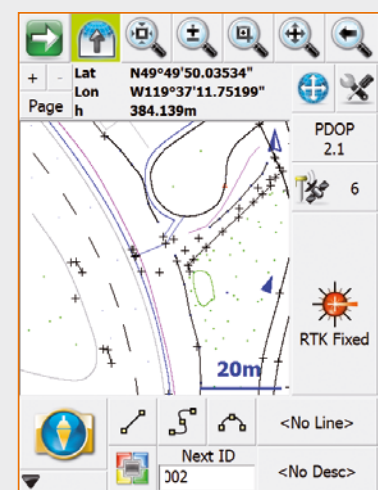 Lat N49°49'50.03534"
+ - Lon W119°37'11.75199"
Page h 384.139m
PDOP
2.1
6
RTK Fixed
20m
<No Line>
Next ID
002
<No Desc>